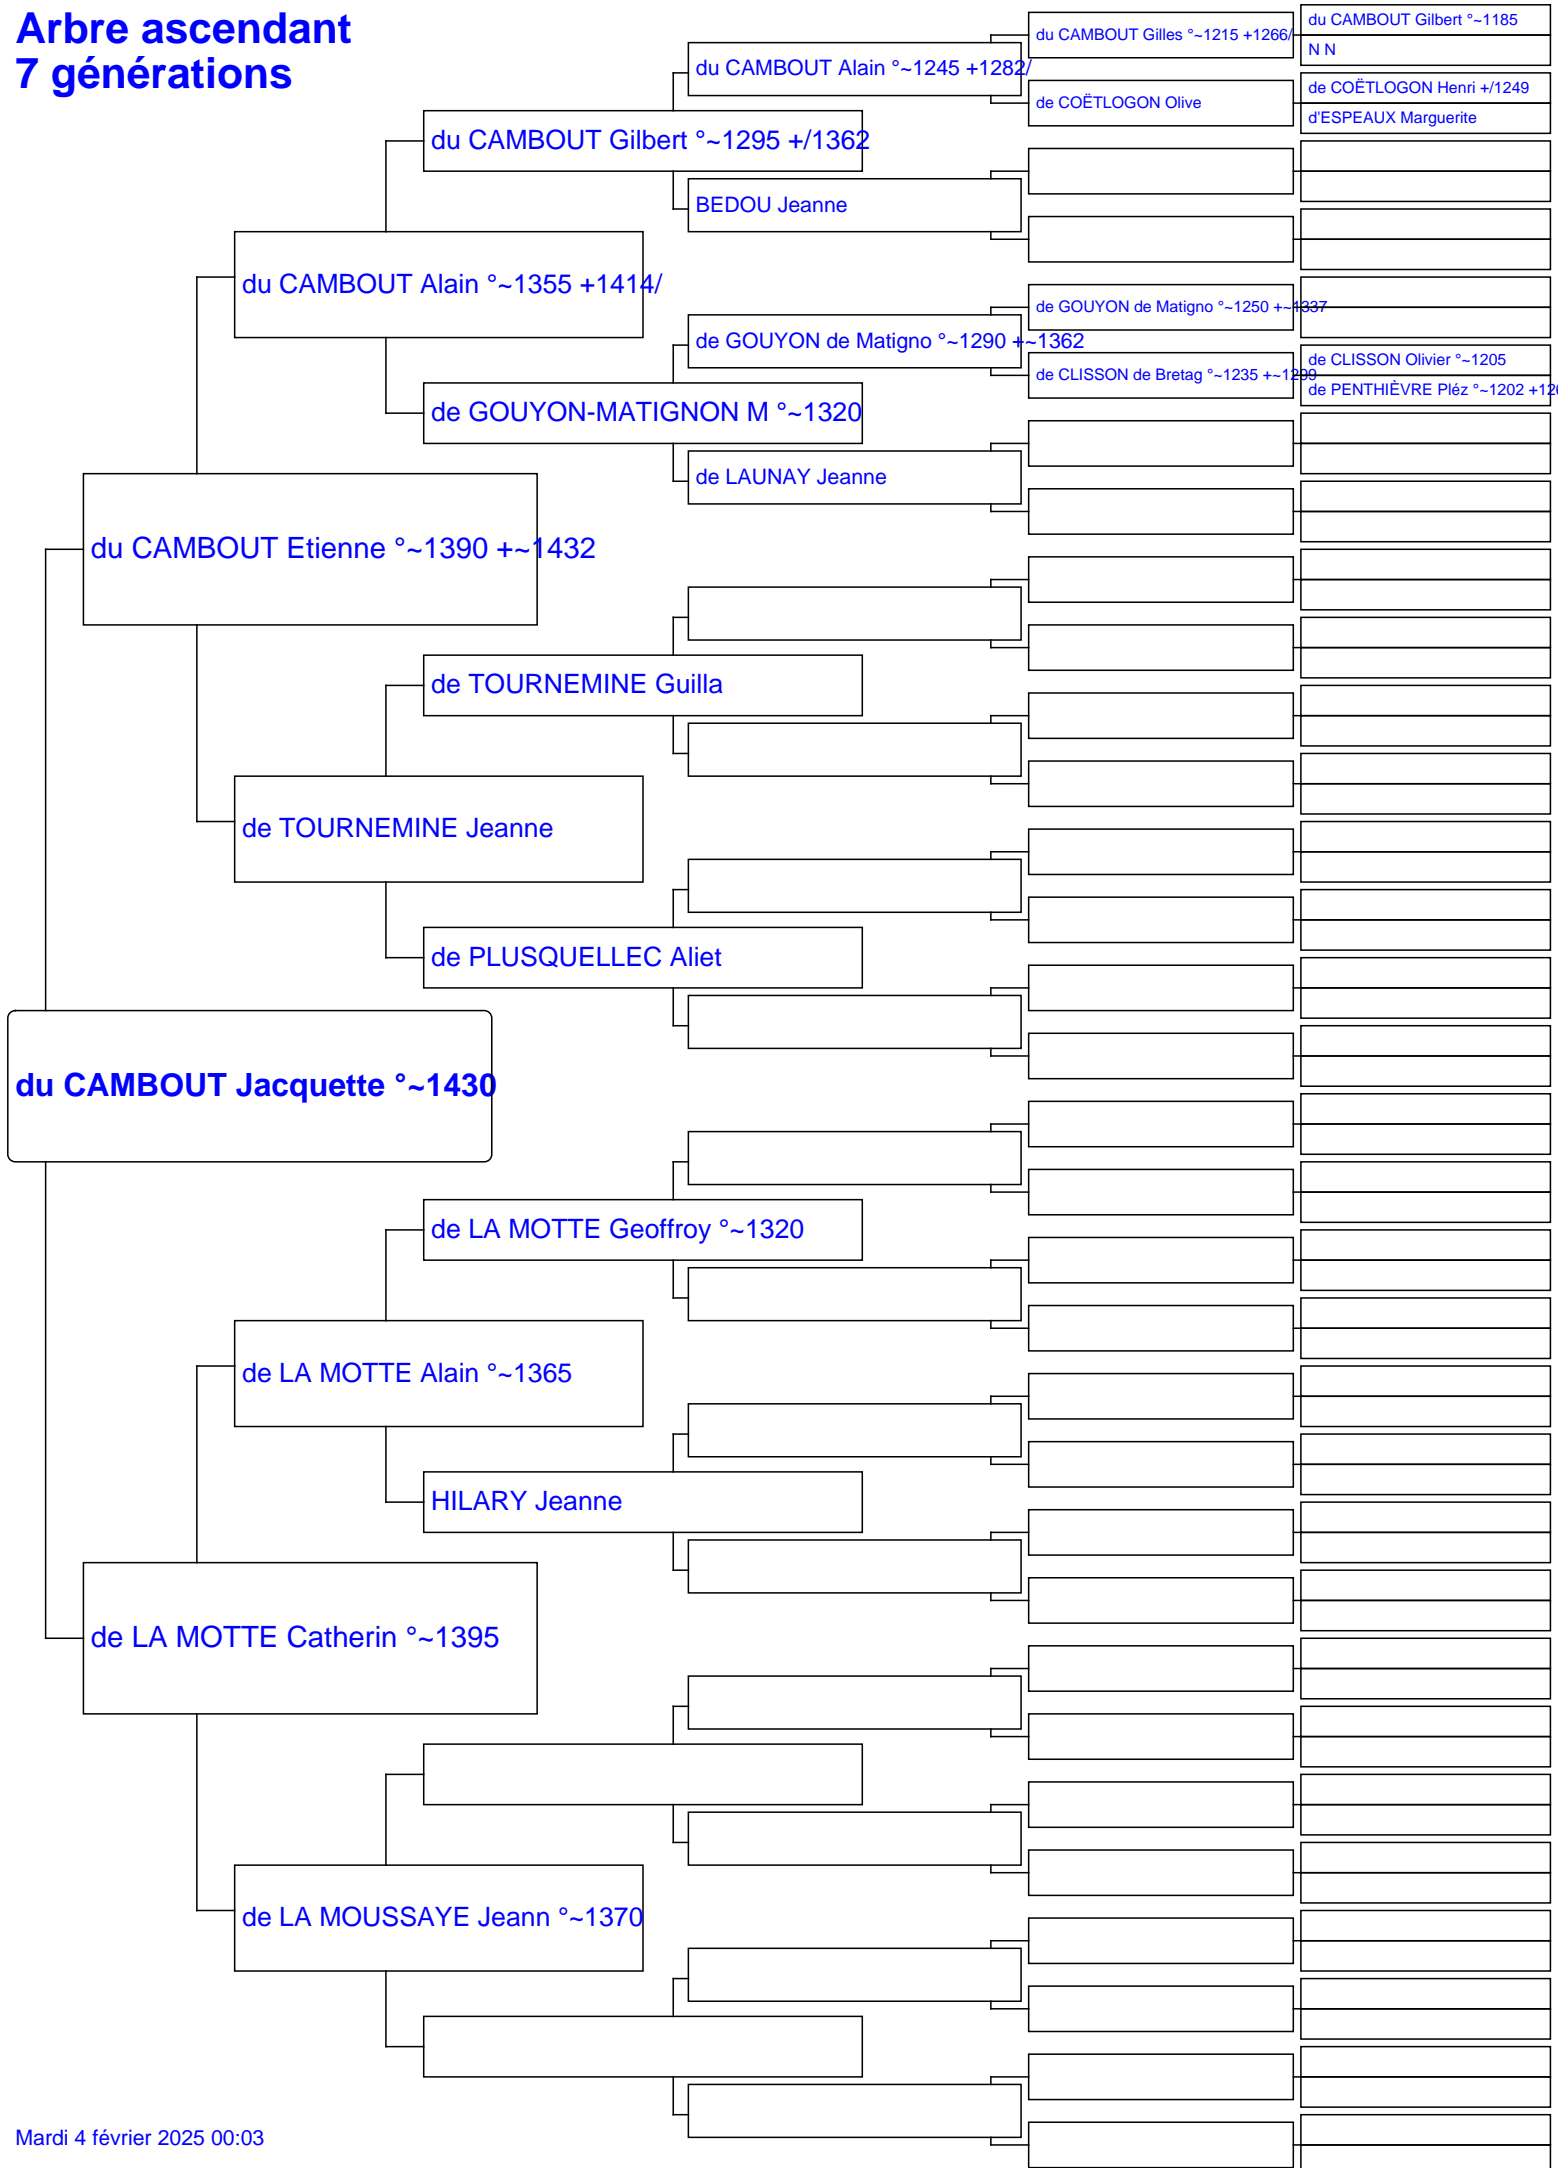 Arbre ascendant
7 générations
du CAMBOUT Gilbert °~1185
N N
du CAMBOUT Gilles °~1215 +1266/
du CAMBOUT Alain °~1245 +1282/
de COËTLOGON Henri +/1249
d'ESPEAUX Marguerite
de COËTLOGON Olive
du CAMBOUT Gilbert °~1295 +/1362
BEDOU Jeanne
du CAMBOUT Alain °~1355 +1414/
de GOUYON de Matigno °~1250 +~1337
de GOUYON de Matigno °~1290 +~1362
de CLISSON Olivier °~1205
de CLISSON de Bretag °~1235 +~1299
de PENTHIÈVRE Pléz °~1202 +12
de GOUYON-MATIGNON M °~1320
de LAUNAY Jeanne
du CAMBOUT Etienne °~1390 +~1432
de TOURNEMINE Guilla
de TOURNEMINE Jeanne
de PLUSQUELLEC Aliet
du CAMBOUT Jacquette °~1430
de LA MOTTE Geoffroy °~1320
de LA MOTTE Alain °~1365
HILARY Jeanne
de LA MOTTE Catherin °~1395
de LA MOUSSAYE Jeann °~1370
Mardi 4 février 2025 00:03